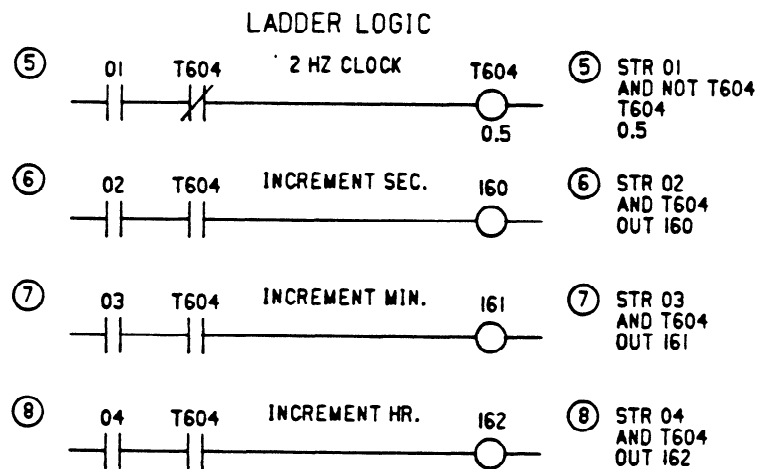 LADDER LOGIC
5 01 T604 2 HZ CLOCK T604
0.5
5 STR 01
AND NOT T604
T604
0.5
6 02 T604 INCREMENT SEC. 160
6 STR 02
AND T604
OUT 160
7 03 T604 INCREMENT MIN. 161
7 STR 03
AND T604
OUT 161
8 04 T604 INCREMENT HR. 162
8 STR 04
AND T604
OUT 162